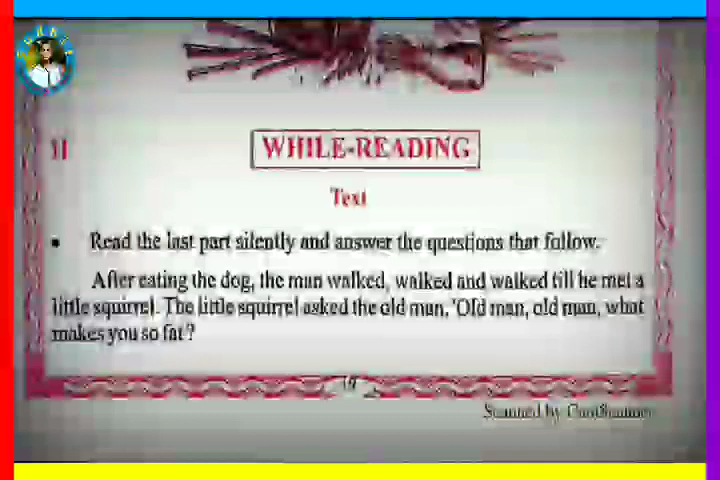 II
WHILE-READING
Text
• Read the last part silently and answer the questions that follow.
After eating the dog, the man walked, walked and walked till he met a
little squirrel. The little squirrel asked the old man, 'Old man, old man, what
makes you so fat?
Scanned by CamScanner